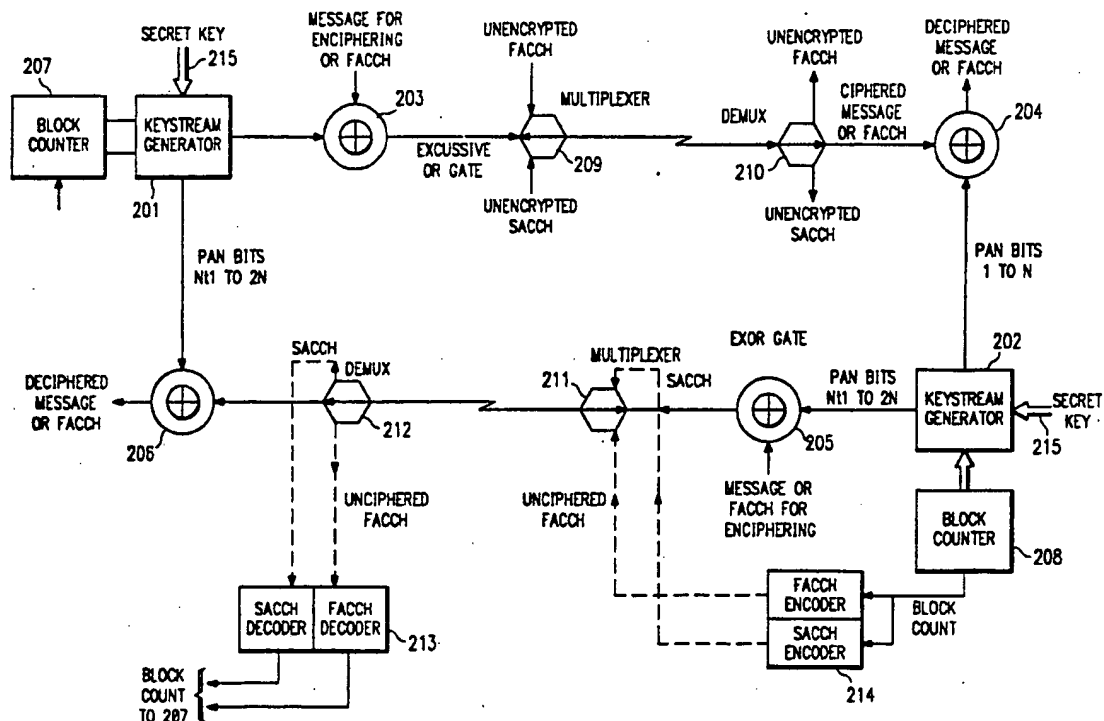 SECRET KEY
215
MESSAGE FOR
ENCIPHERING
OR FACCH
UNENCRYPTED
FACCH
UNENCRYPTED
FACCH
DECIPHERED
MESSAGE
OR FACCH
207
BLOCK
COUNTER
KEYSTREAM
GENERATOR
201
203
EXCUSSIVE
OR GATE
MULTIPLEXER
209
UNENCRYPTED
SACCH
DEMUX
210
CIPHERED
MESSAGE
OR FACCH
UNENCRYPTED
SACCH
204
PAN BITS
Nt1 TO 2N
PAN BITS
1 TO N
DECIPHERED
MESSAGE
OR FACCH
206
SACCH
DEMUX
212
UNCIPHERED
FACCH
211
MULTIPLEXER
SACCH
EXOR GATE
205
PAN BITS
Nt1 TO 2N
202
KEYSTREAM
GENERATOR
SECRET
KEY
215
UNCIPHERED
FACCH
MESSAGE OR
FACCH FOR
ENCIPHERING
BLOCK
COUNTER
208
SACCH
DECODER
FACCH
DECODER
213
FACCH
ENCODER
SACCH
ENCODER
214
BLOCK
COUNT
BLOCK
COUNT
TO 207